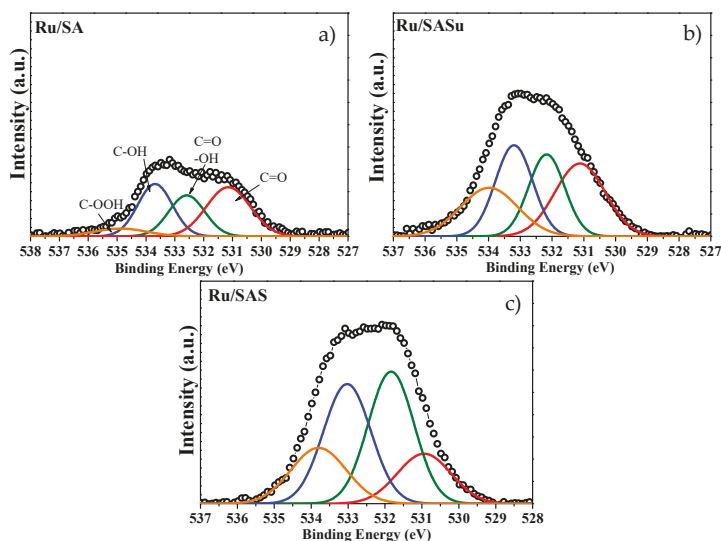 Ru/SA
a)
C=O
-OH
C-OH
C=O
C-OOH
Intensity (a.u.)
538 537 536 535 534 533 532 531 530 529 528 527
Binding Energy (eV)
Ru/SASu
b)
Intensity (a.u.)
537 536 535 534 533 532 531 530 529 528 527
Binding Energy (eV)
Ru/SAS
c)
Intensity (a.u.)
537 536 535 534 533 532 531 530 529 528
Binding Energy (eV)